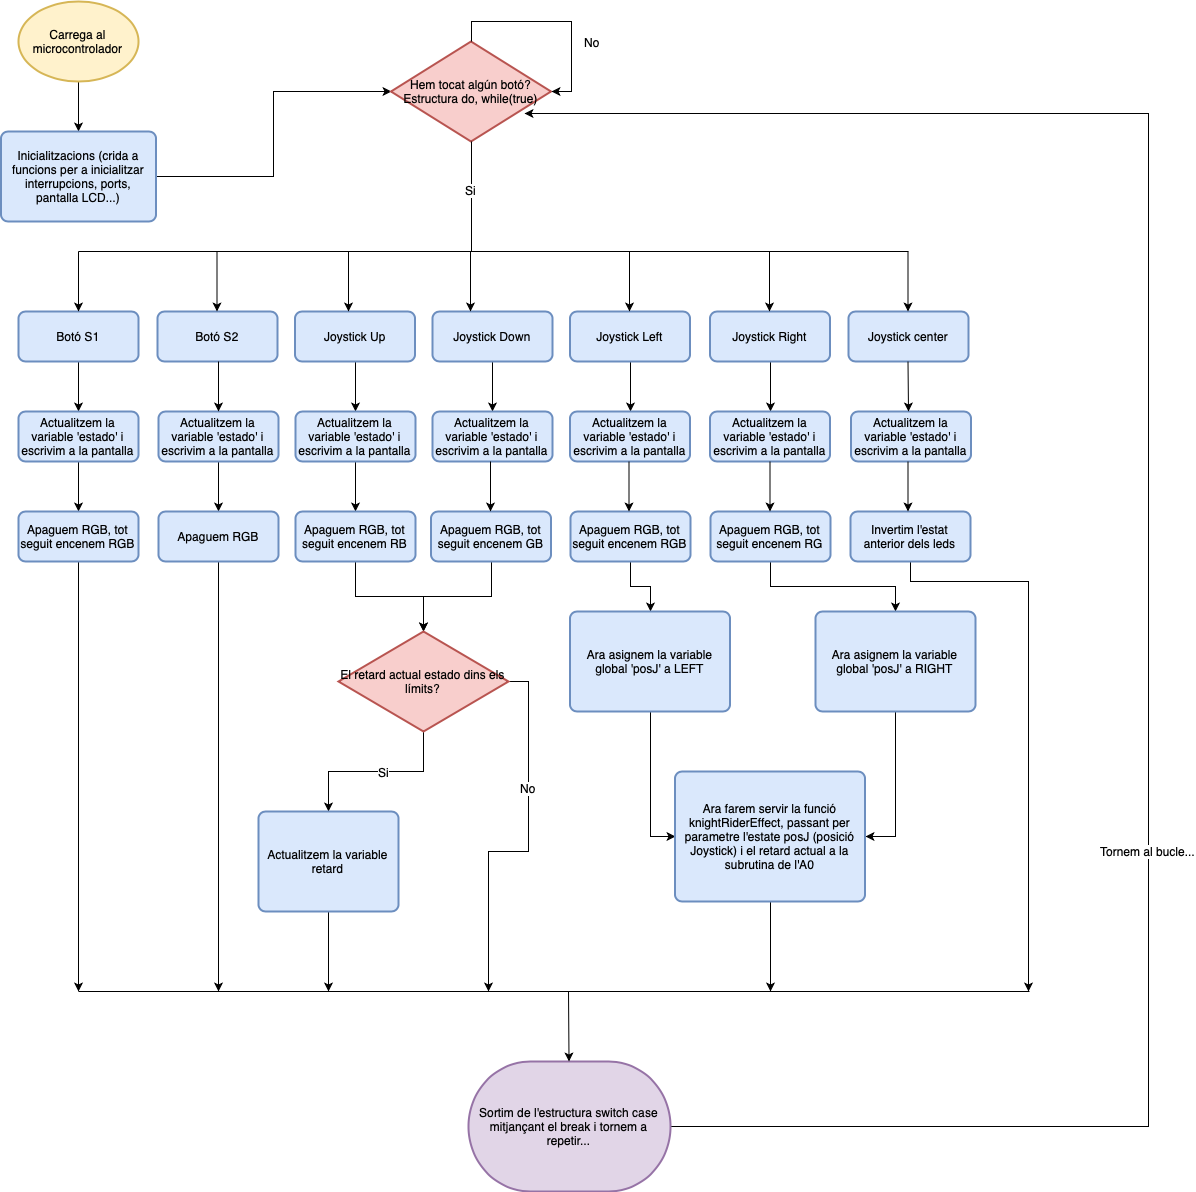 Carrega al
microcontrolador
No
Hem tocat algún botó?
Estructura do, while(true)
Inicialitzacions (crida a
funcions per a inicialitzar
interrupcions, ports,
pantalla LCD...)
Si
Botó S1
Botó S2
Joystick Up
Joystick Down
Joystick Left
Joystick Right
Joystick center
Actualitzem la
variable 'estado' i
escrivim a la pantalla
Actualitzem la
variable 'estado' i
escrivim a la pantalla
Actualitzem la
variable 'estado' i
escrivim a la pantalla
Actualitzem la
variable 'estado' i
escrivim a la pantalla
Actualitzem la
variable 'estado' i
escrivim a la pantalla
Actualitzem la
variable 'estado' i
escrivim a la pantalla
Actualitzem la
variable 'estado' i
escrivim a la pantalla
Apaguem RGB, tot
seguit encenem RGB
Apaguem RGB
Apaguem RGB, tot
seguit encenem RB
Apaguem RGB, tot
seguit encenem GB
Apaguem RGB, tot
seguit encenem RGB
Apaguem RGB, tot
seguit encenem RG
Invertim l'estat
anterior dels leds
El retard actual estado dins els
límits?
Ara asignem la variable
global 'posJ' a LEFT
Ara asignem la variable
global 'posJ' a RIGHT
Si
No
Actualitzem la variable
retard
Ara farem servir la funció
knightRiderEffect, passant per
parametre l'estate posJ (posició
Joystick) i el retard actual a la
subrutina de l'A0
Tornem al bucle...
Sortim de l'estructura switch case
mitjançant el break i tornem a
repetir...